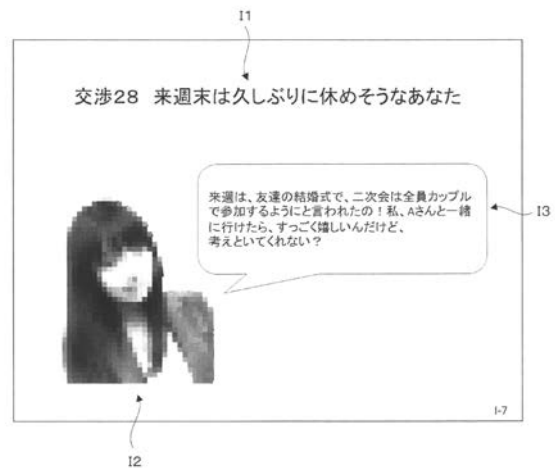 I1
交渉28 来週末は久しぶりに休めそうなあなた
来週は、友達の結婚式で、二次会は全員カップル
で参加するようにと言われたの！私、Aさんと一緒
に行けたら、すっごく嬉しいんだけど、
考えといてくれない？
I3
I-7
I2